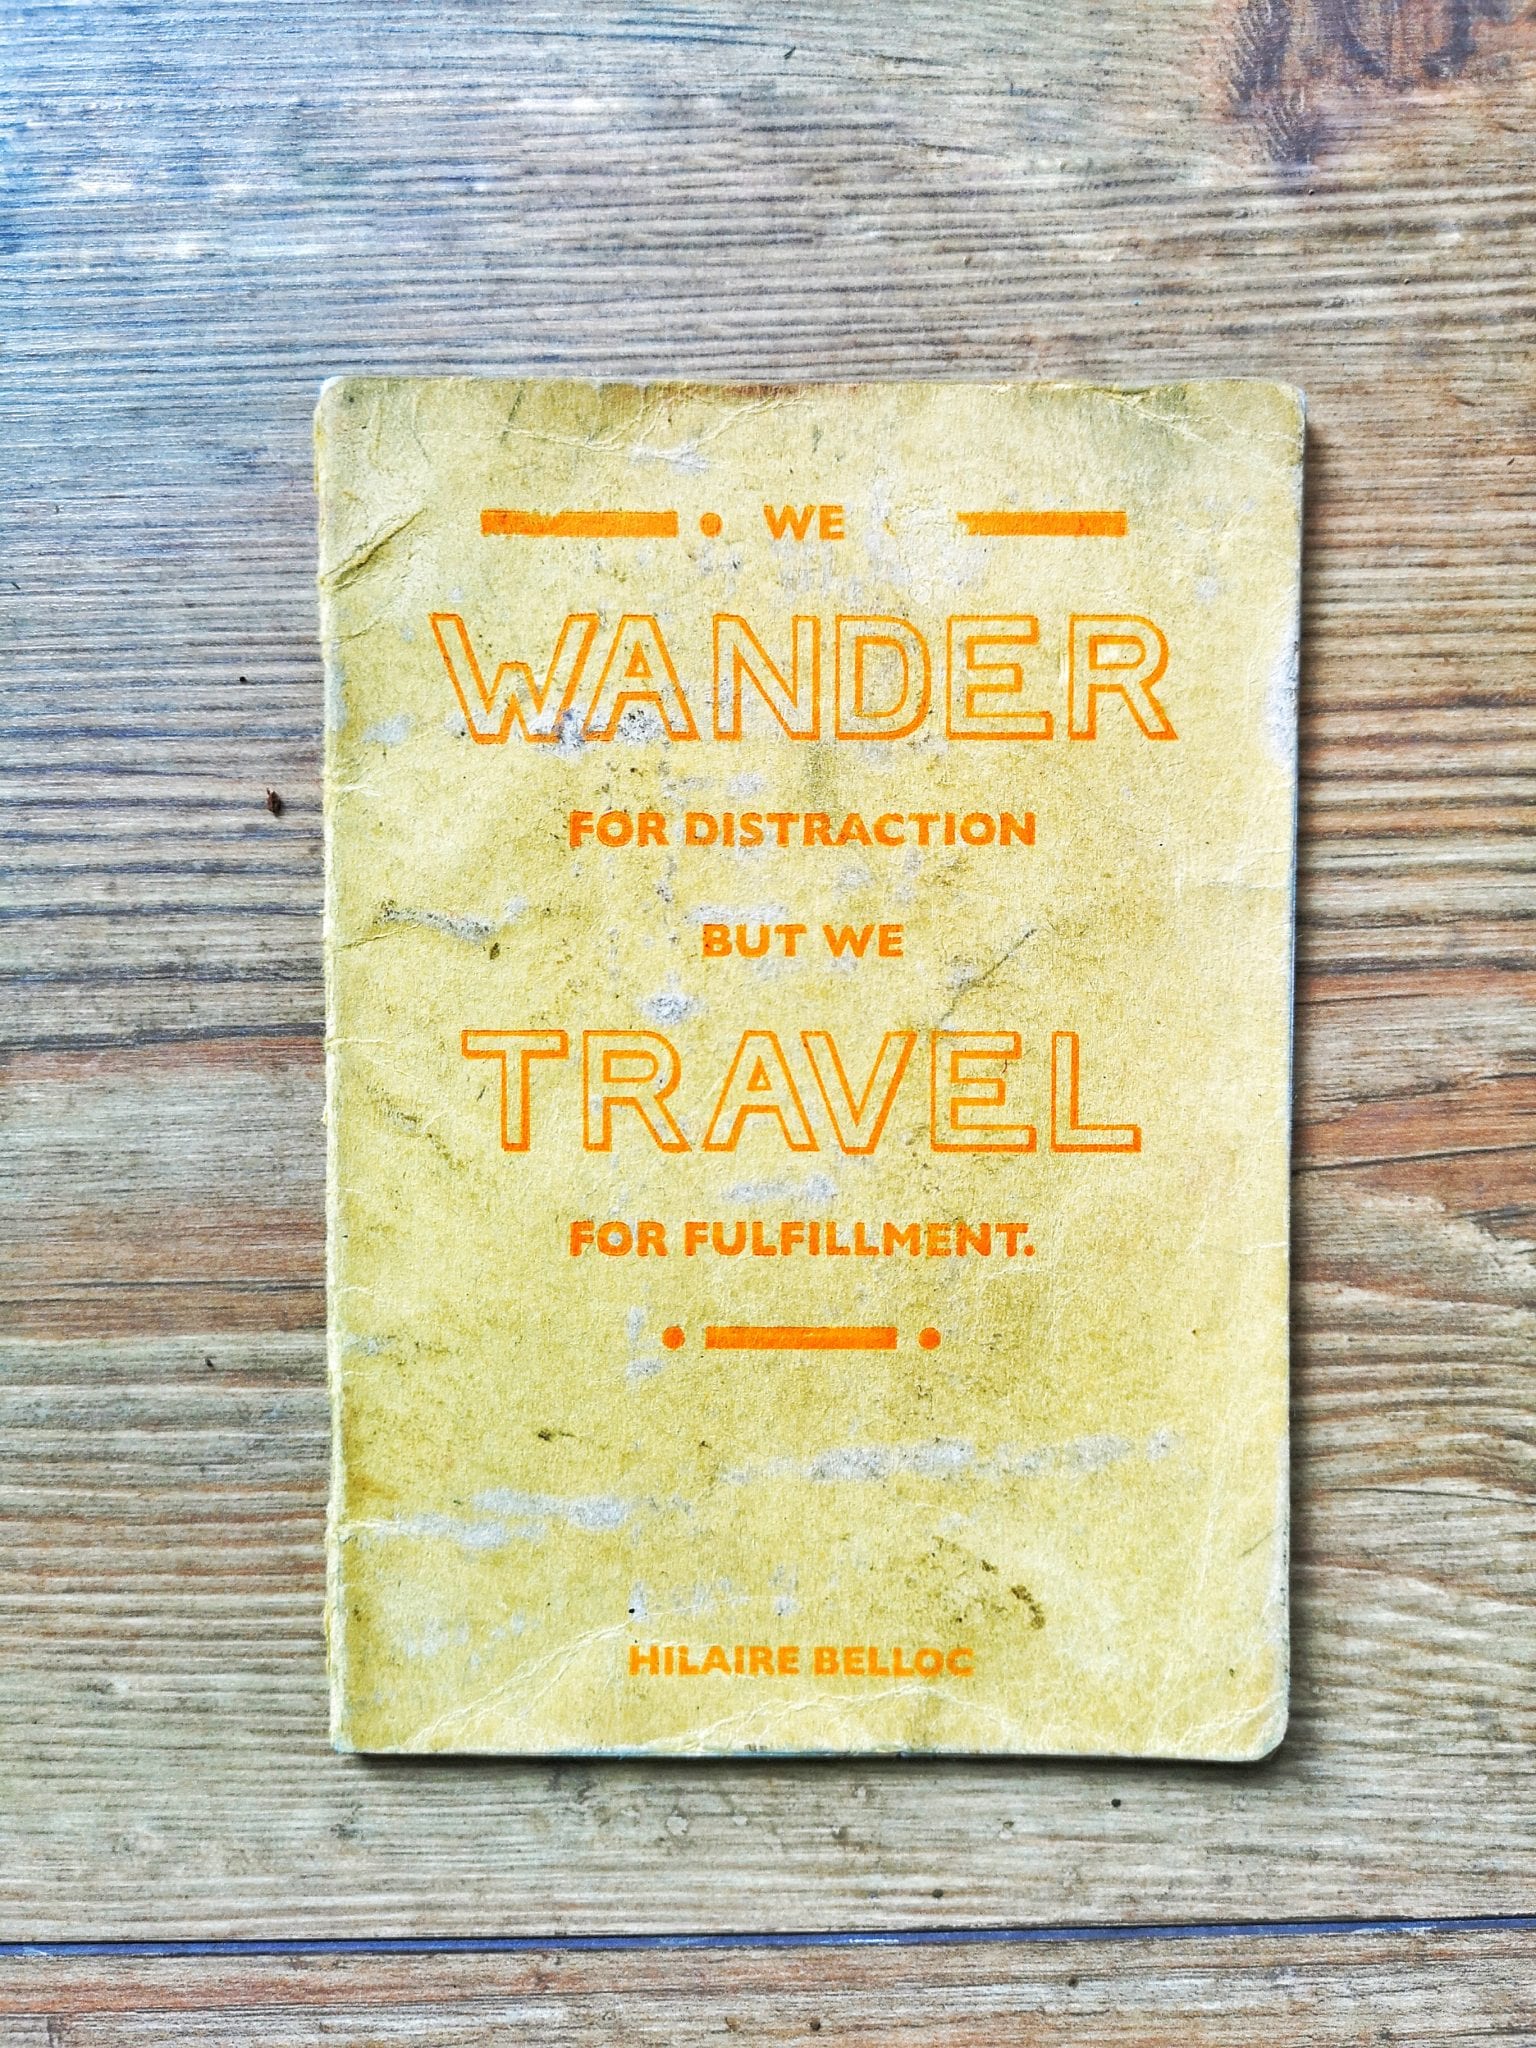 WE
WANDER
FOR DISTRACTION
BUT WE
TRAVEL
FOR FULFILLMENT.
HILAIRE BELLOC